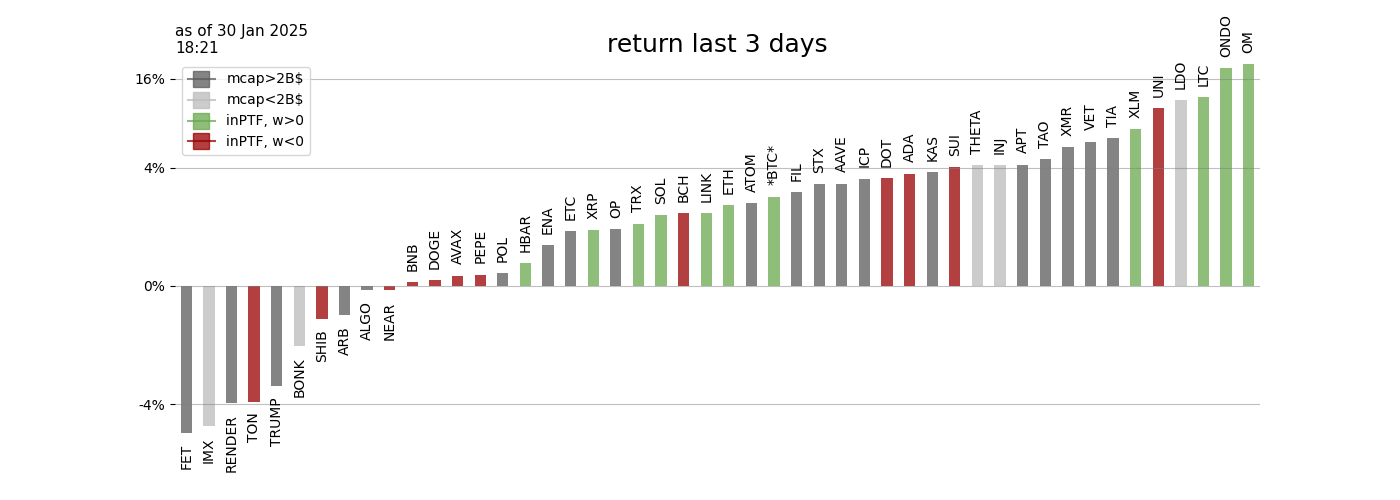 as of 30 Jan 2025
18:21
return last 3 days
mcap>2B$
mcap<2B$
inPTF, w>0
inPTF, w<0
16%
4%
0%
-4%
FET
IMX
RENDER
TON
TRUMP
BONK
SHIB
ARB
ALGO
NEAR
BNB
DOGE
AVAX
PEPE
POL
HBAR
ENA
ETC
XRP
OP
TRX
SOL
BCH
LINK
ETH
ATOM
*BTC*
FIL
STX
AAVE
ICP
DOT
ADA
KAS
SUI
THETA
INJ
APT
TAO
XMR
VET
TIA
XLM
UNI
LDO
LTC
ONDO
OM